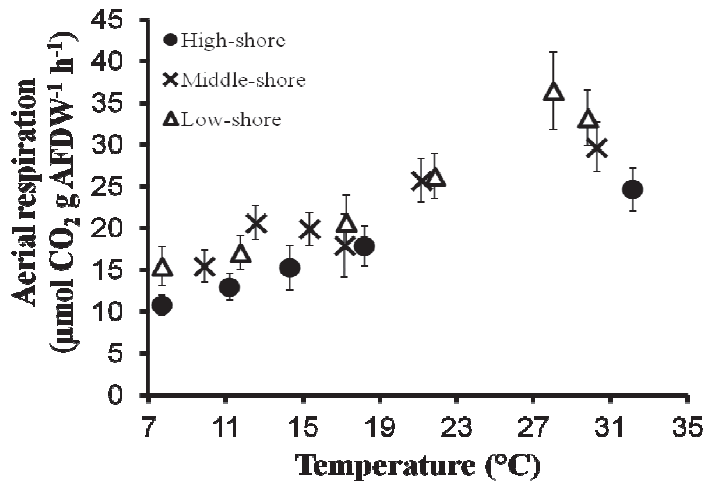 Aerial respiration
(μmol CO₂ g AFDW⁻¹ h⁻¹)
45
40
35
30
25
20
15
10
5
0
High-shore
Middle-shore
Low-shore
7 11 15 19 23 27 31 35
Temperature (°C)